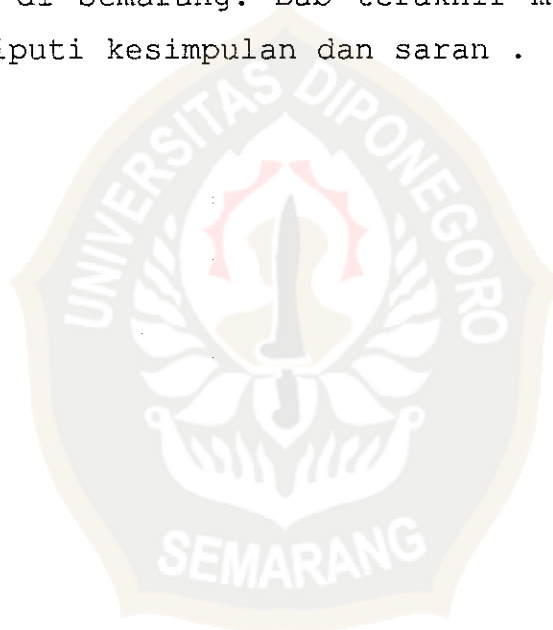 di Semarang. Bab terakhir m
iputi kesimpulan dan saran .
UNIVERSITAS DIPONEGORO
SEMARANG